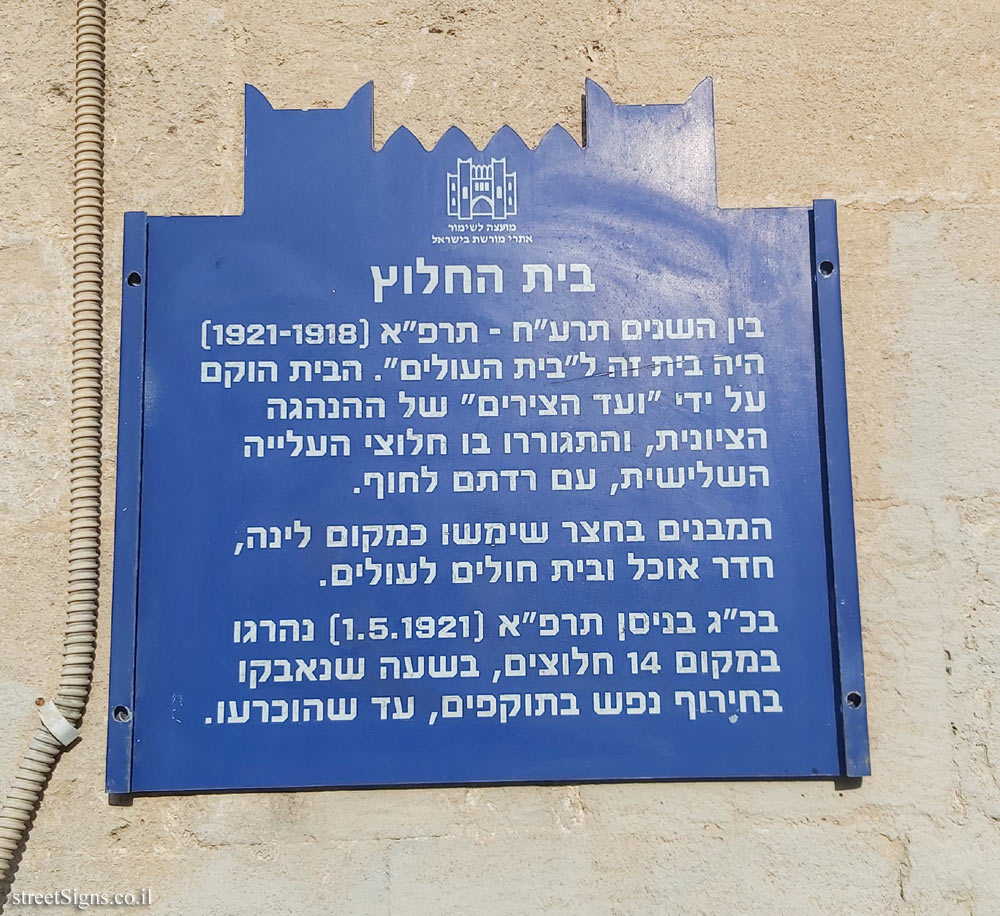 מועצה לשימור
אתרי מורשת בישראל
בית החלוץ
בין השנים תרע"ח - תרפ"א (1921-1918)
היה בית זה ל"בית העולים". הבית הוקם
על ידי "ועד הצירים" של ההנהגה
הציונית, והתגוררו בו חלוצי העלייה
השלישית, עם רדתם לחוף.
המבנים בחצר שימשו כמקום לינה,
חדר אוכל ובית חולים לעולים.
בכ"ג בניסן תרפ"א (1.5.1921) נהרגו
במקום 14 חלוצים, בשעה שנאבקו
בחירוף נפש בתוקפים, עד שהוכרעו.
streetSigns.co.il